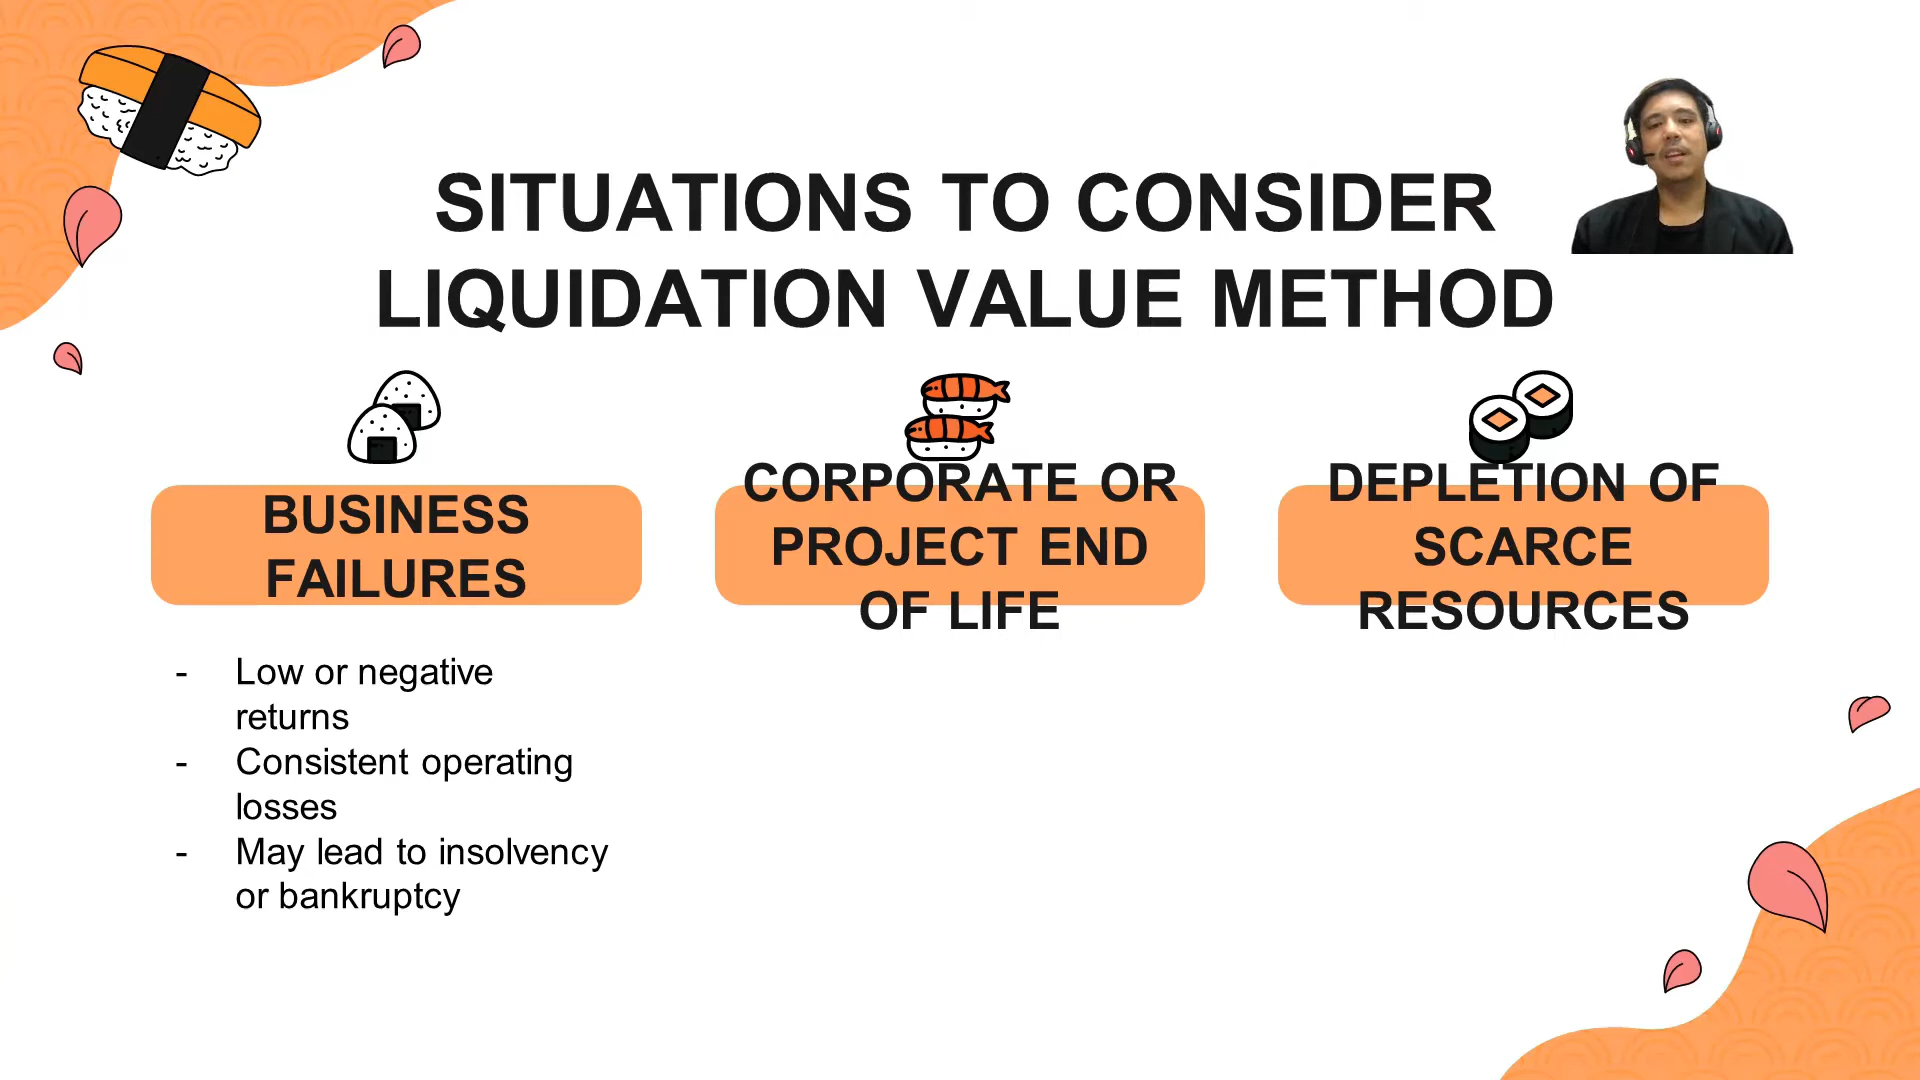 SITUATIONS TO CONSIDER
LIQUIDATION VALUE METHOD
BUSINESS
FAILURES
- Low or negative
returns
- Consistent operating
losses
- May lead to insolvency
or bankruptcy
CORPORATE OR
PROJECT END
OF LIFE
DEPLETION OF
SCARCE
RESOURCES